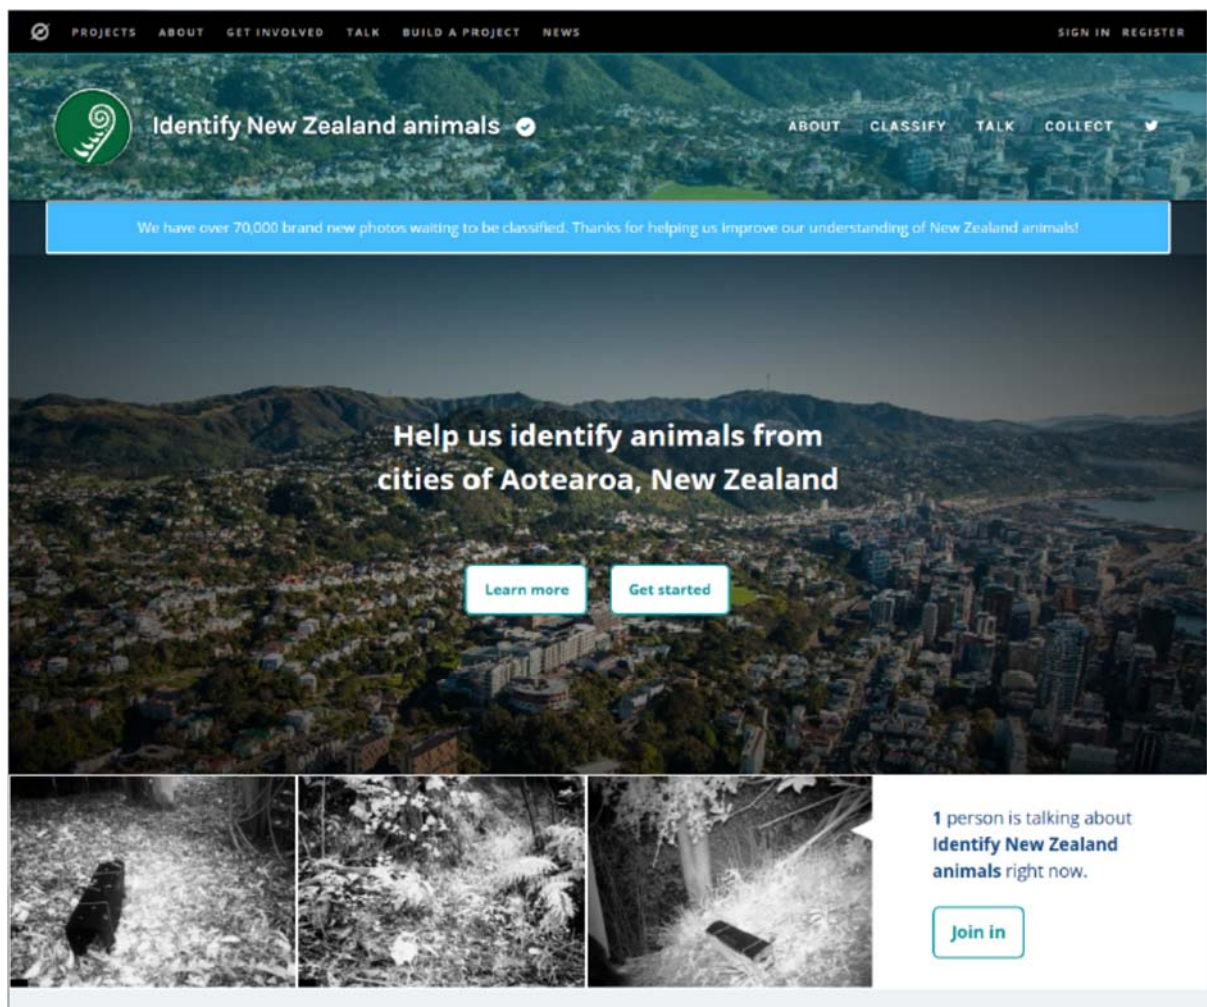 PROJECTS ABOUT GET INVOLVED TALK BUILD A PROJECT NEWS SIGN IN REGISTER
Identify New Zealand animals ABOUT CLASSIFY TALK COLLECT
We have over 70,000 brand new photos waiting to be classified. Thanks for helping us improve our understanding of New Zealand animals!
Help us identify animals from
cities of Aotearoa, New Zealand
Learn more Get started
1 person is talking about
Identify New Zealand
animals right now.
Join in